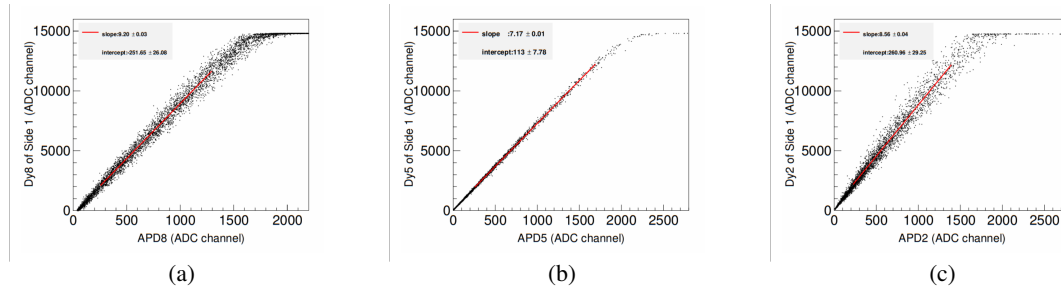 15000
10000
5000
0
Dy8 of Side 1 (ADC channel)
slope:9.20 ± 0.03
intercept:-251.65 ± 26.08
0 500 1000 1500 2000
APD8 (ADC channel)
(a)
15000
10000
5000
0
Dy5 of Side 1 (ADC channel)
slope :7.17 ± 0.01
intercept:113 ± 7.78
0 500 1000 1500 2000 2500
APD5 (ADC channel)
(b)
15000
10000
5000
0
Dy2 of Side 1 (ADC channel)
slope:8.56 ± 0.04
intercept:260.96 ± 29.25
0 500 1000 1500 2000 2500
APD2 (ADC channel)
(c)